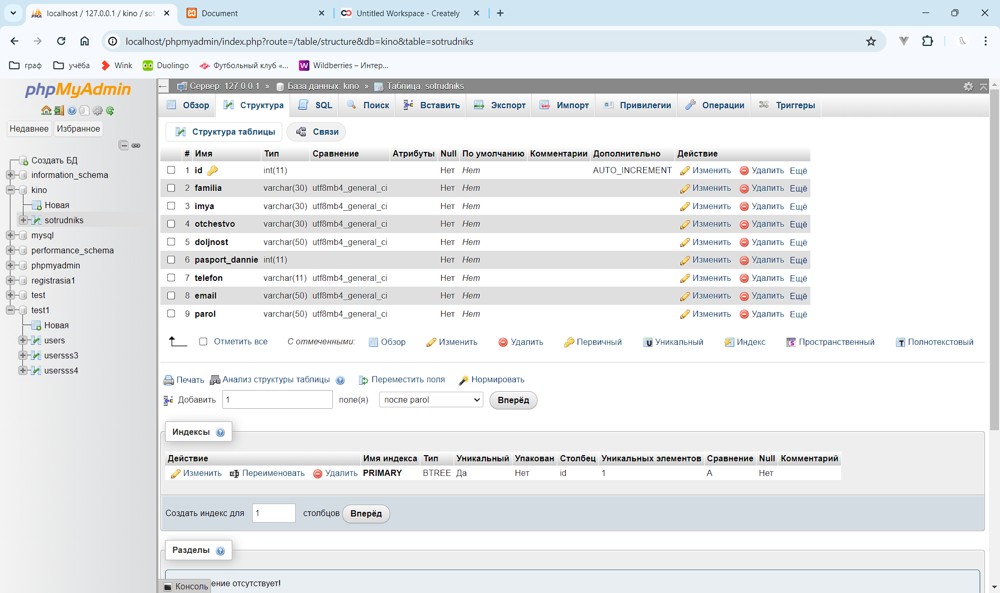 localhost / 127.0.0.1 / kino / sot
Document
Untitled Workspace - Creately
localhost/phpmyadmin/index.php?route=/table/structure&db=kino&table=sotrudniks
граф
учёба
Wink
Duolingo
Футбольный клуб «...
Wildberries – Интер...
phpMyAdmin
Недавнее
Избранное
Создать БД
information_schema
kino
Новая
sotrudniks
mysql
performance_schema
phpmyadmin
registrasia1
test
test1
Новая
users
usersss3
usersss4
Сервер: 127.0.0.1 » База данных: kino » Таблица: sotrudniks
Обзор Структура SQL Поиск Вставить Экспорт Импорт Привилегии Операции Триггеры
Структура таблицы Связи
# Имя Тип Сравнение Атрибуты Null По умолчанию Комментарии Дополнительно Действие
1 id int(11) Нет Нет AUTO_INCREMENT Изменить Удалить Ещё
2 familia varchar(30) utf8mb4_general_ci Нет Нет Изменить Удалить Ещё
3 imya varchar(30) utf8mb4_general_ci Нет Нет Изменить Удалить Ещё
4 otchestvo varchar(30) utf8mb4_general_ci Нет Нет Изменить Удалить Ещё
5 doljnost varchar(50) utf8mb4_general_ci Нет Нет Изменить Удалить Ещё
6 pasport_dannie int(11) Нет Нет Изменить Удалить Ещё
7 telefon varchar(11) utf8mb4_general_ci Нет Нет Изменить Удалить Ещё
8 email varchar(50) utf8mb4_general_ci Нет Нет Изменить Удалить Ещё
9 parol varchar(50) utf8mb4_general_ci Нет Нет Изменить Удалить Ещё
Отметить все С отмеченными: Обзор Изменить Удалить Первичный Уникальный Индекс Пространственный Полнотекстовый
Печать Анализ структуры таблицы Переместить поля Нормировать
Добавить 1 поле(я) после parol Вперёд
Индексы
Действие Имя индекса Тип Уникальный Упакован Столбец Уникальных элементов Сравнение Null Комментарий
Изменить Переименовать Удалить PRIMARY BTREE Да Нет id 1 A Нет
Создать индекс для 1 столбцов Вперёд
Разделы
ение отсутствует!
Консоль